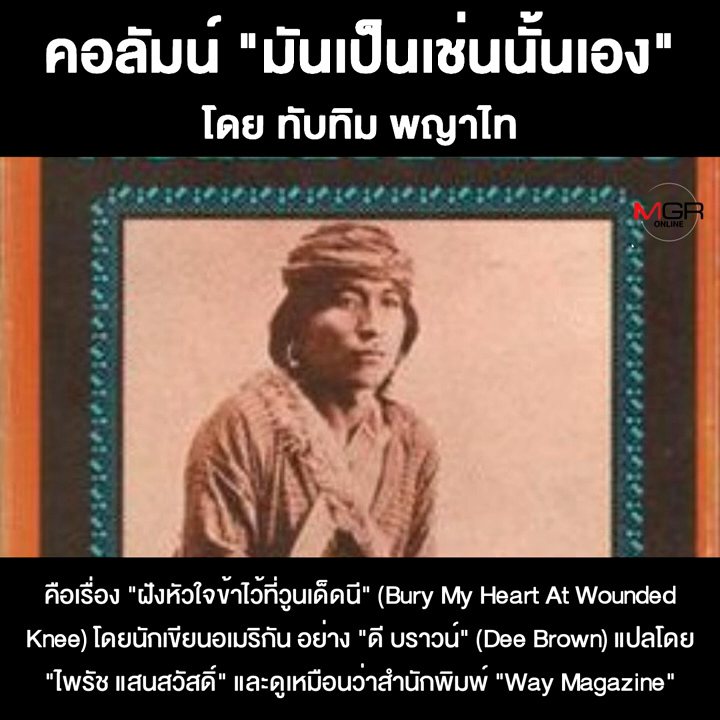 คอลัมน์ "มันเป็นเช่นนั้นเอง"
โดย ทับทิม พญาไท
MGR
ONLINE
คือเรื่อง "ฝังหัวใจข้าไว้ที่วูนเด็ดนี" (Bury My Heart At Wounded
Knee) โดยนักเขียนอเมริกัน อย่าง "ดี บราวน์" (Dee Brown) แปลโดย
"ไพรัช แสนสวัสดิ์" และดูเหมือนว่าสำนักพิมพ์ "Way Magazine"